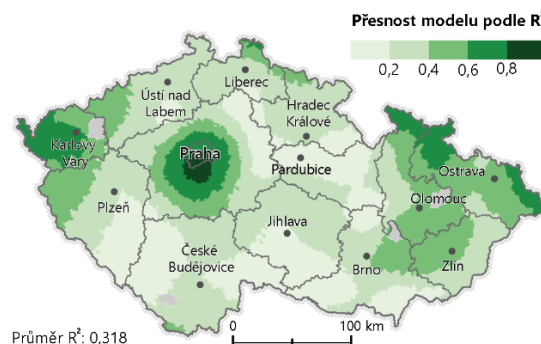 Přesnost modelu podle R
0,2 0,4 0,6 0,8
Liberec
Ústí nad
Labem
Hradec
Králové
Karlovy
Vary
Praha
Pardubice
Ostrava
Plzeň
Olomouc
Jihlava
České
Budějovice
Brno
Zlín
Průměr R²: 0,318
0 100 km